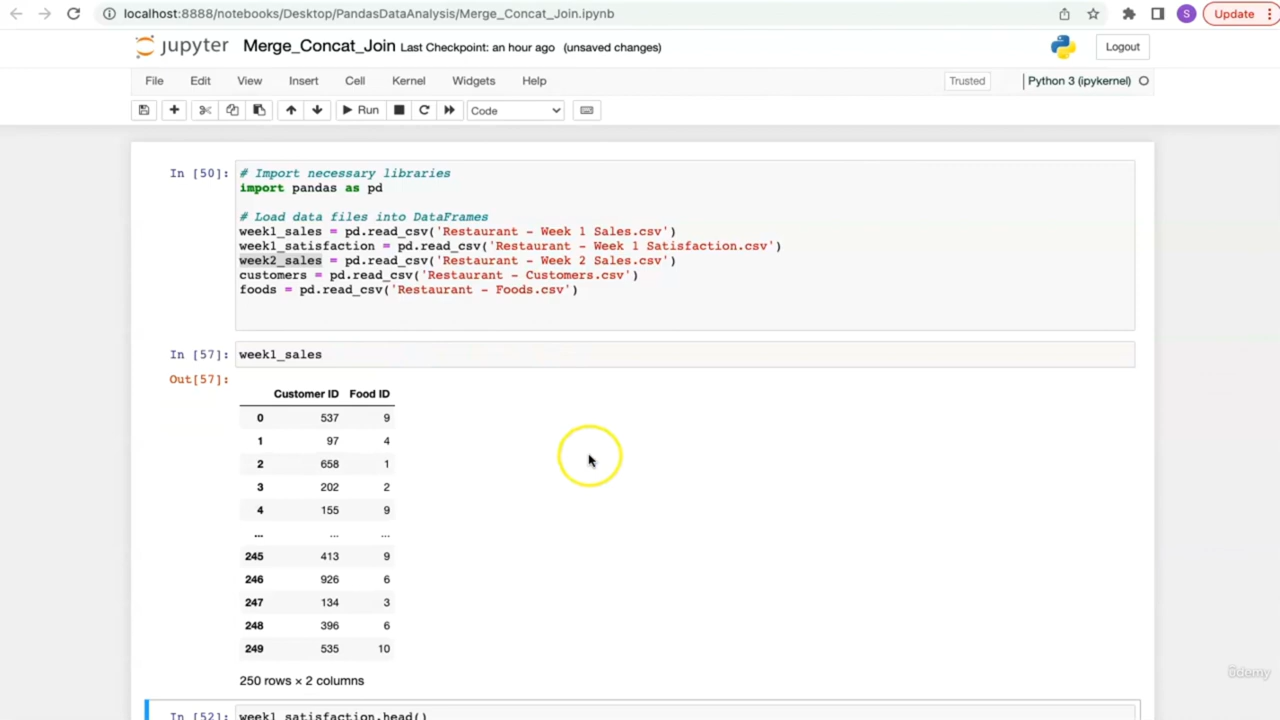 localhost:8888/notebooks/Desktop/PandasDataAnalysis/Merge_Concat_Join.ipynb S Update
jupyter Merge_Concat_Join Last Checkpoint: an hour ago (unsaved changes) Logout
File Edit View Insert Cell Kernel Widgets Help Trusted Python 3 (ipykernel)
Run Code
In [50]: # Import necessary libraries
import pandas as pd
# Load data files into DataFrames
week1_sales = pd.read_csv('Restaurant - Week 1 Sales.csv')
week1_satisfaction = pd.read_csv('Restaurant - Week 1 Satisfaction.csv')
week2_sales = pd.read_csv('Restaurant - Week 2 Sales.csv')
customers = pd.read_csv('Restaurant - Customers.csv')
foods = pd.read_csv('Restaurant - Foods.csv')
In [57]: week1_sales
Out[57]:
Customer ID Food ID
0 537 9
1 97 4
2 658 1
3 202 2
4 155 9
... ... ...
245 413 9
246 926 6
247 134 3
248 396 6
249 535 10
250 rows × 2 columns
udemy
In [52]: week1_satisfaction.head()